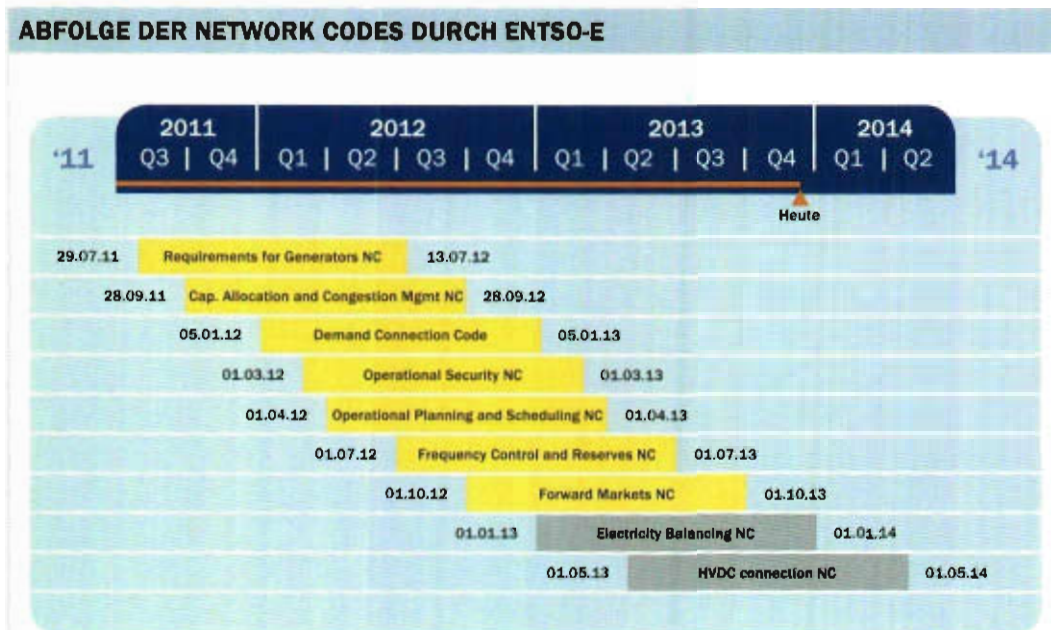 ABFOLGE DER NETWORK CODES DURCH ENTSO-E
2011 2012 2013 2014
'11 Q3 | Q4 Q1 | Q2 | Q3 | Q4 Q1 | Q2 | Q3 | Q4 Q1 | Q2 '14
Heute
29.07.11 Requirements for Generators NC 13.07.12
28.09.11 Cap. Allocation and Congestion Mgmt NC 28.09.12
05.01.12 Demand Connection Code 05.01.13
01.03.12 Operational Security NC 01.03.13
01.04.12 Operational Planning and Scheduling NC 01.04.13
01.07.12 Frequency Control and Reserves NC 01.07.13
01.10.12 Forward Markets NC 01.10.13
01.01.13 Electricity Balancing NC 01.01.14
01.05.13 HVDC connection NC 01.05.14